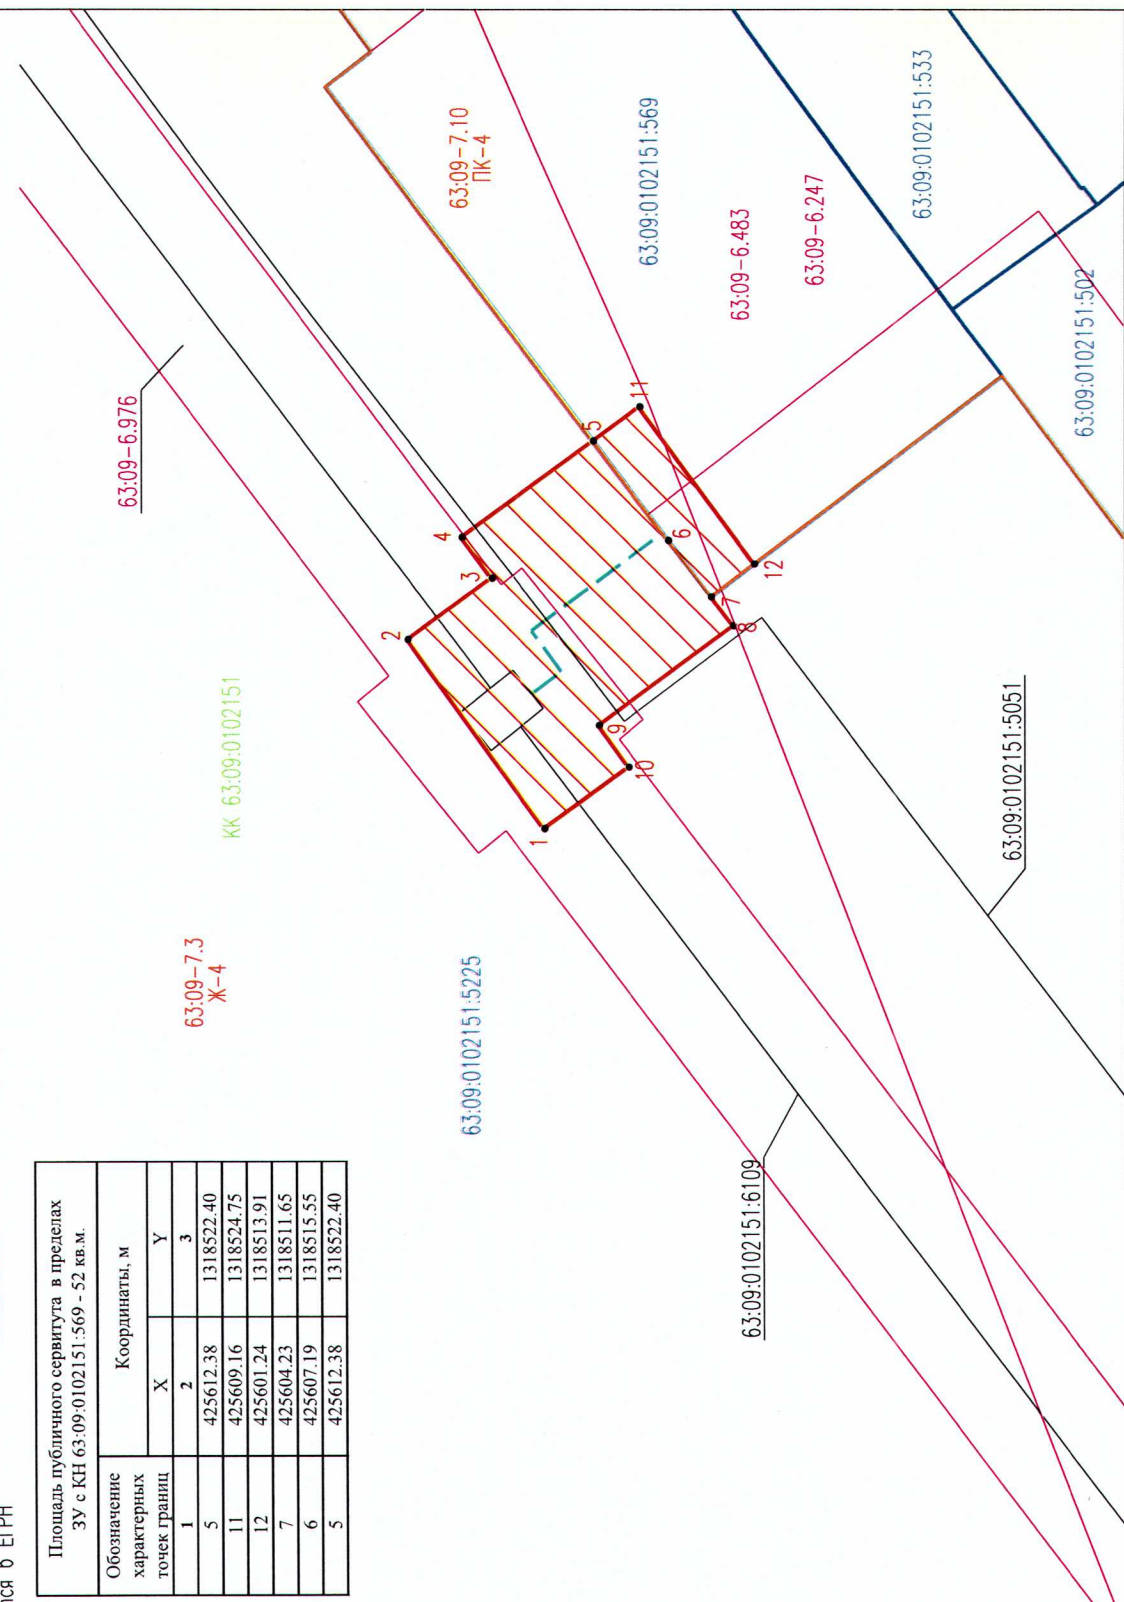 ся в ЕГРН
Площадь публичного сервитута в пределах
ЗУ с КН 63:09:0102151:569 - 52 кв.м.
Обозначение характерных точек границ | Координаты, м
X | Y
1 | 2 | 3
5 | 425612.38 | 1318522.40
11 | 425609.16 | 1318524.75
12 | 425601.24 | 1318513.91
7 | 425604.23 | 1318511.65
6 | 425607.19 | 1318515.55
5 | 425612.38 | 1318522.40
63:09-7.3
Ж-4
КК 63:09:0102151
63:09-6.976
63:09:0102151:5225
63:09-7.10
ПК-4
63:09:0102151:569
63:09-6.483
63:09-6.247
63:09:0102151:533
63:09:0102151:502
63:09:0102151:6109
63:09:0102151:5051
1
2
3
4
5
6
7
8
9
10
11
12